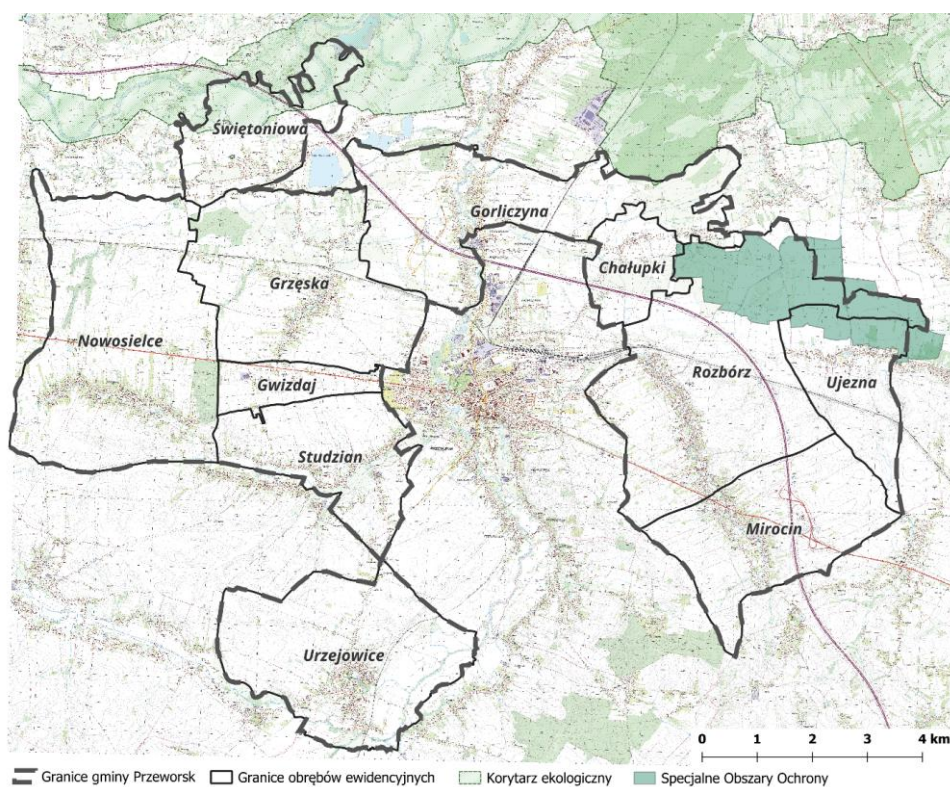 Świętoniowa
Gorliczyna
Chałupki
Grzęska
Nowosielce
Rozbórz
Ujezna
Gwizdaj
Studzian
Mirocin
Urzejowice
0 1 2 3 4 km
Granice gminy Przeworsk Granice obrębów ewidencyjnych Korytarz ekologiczny Specjalne Obszary Ochrony